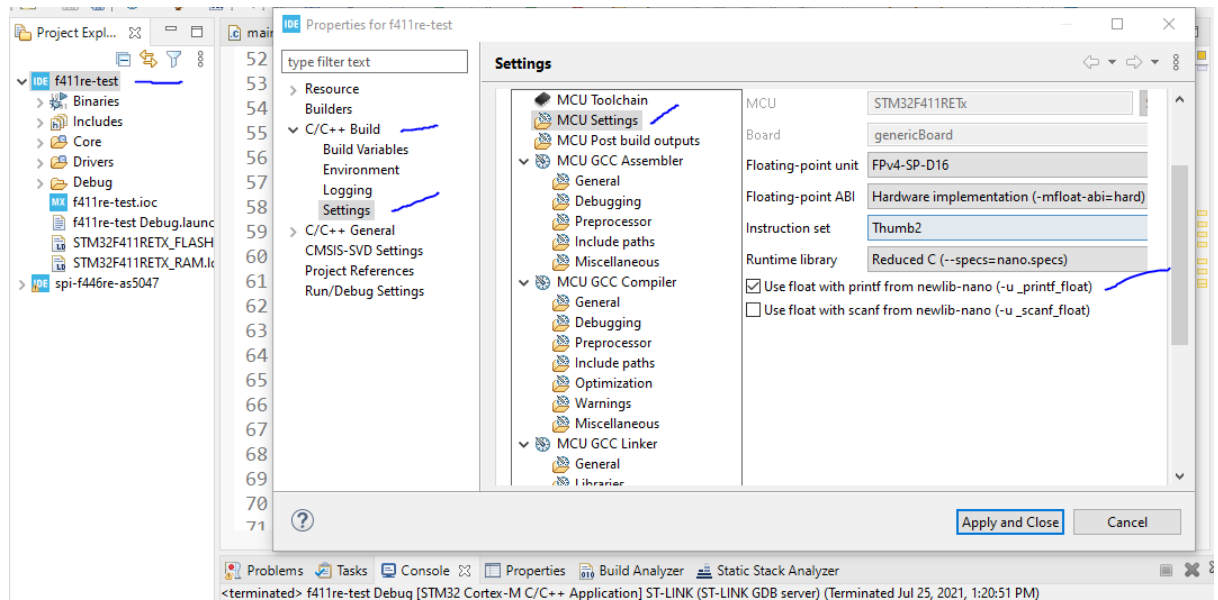 Project Expl...
f411re-test
Binaries
Includes
Core
Drivers
Debug
f411re-test.ioc
f411re-test Debug.launc
STM32F411RETX_FLASH
STM32F411RETX_RAM.ld
spi-f446re-as5047
mair
52
53
54
55
56
57
58
59
60
61
62
63
64
65
66
67
68
69
70
71
Properties for f411re-test
type filter text
Resource
Builders
C/C++ Build
Build Variables
Environment
Logging
Settings
C/C++ General
CMSIS-SVD Settings
Project References
Run/Debug Settings
Settings
MCU Toolchain
MCU Settings
MCU Post build outputs
MCU GCC Assembler
General
Debugging
Preprocessor
Include paths
Miscellaneous
MCU GCC Compiler
General
Debugging
Preprocessor
Include paths
Optimization
Warnings
Miscellaneous
MCU GCC Linker
General
Libraries
MCU STM32F411RETx
Board genericBoard
Floating-point unit FPv4-SP-D16
Floating-point ABI Hardware implementation (-mfloat-abi=hard)
Instruction set Thumb2
Runtime library Reduced C (--specs=nano.specs)
Use float with printf from newlib-nano (-u _printf_float)
Use float with scanf from newlib-nano (-u _scanf_float)
Apply and Close Cancel
Problems Tasks Console Properties Build Analyzer Static Stack Analyzer
<terminated> f411re-test Debug [STM32 Cortex-M C/C++ Application] ST-LINK (ST-LINK GDB server) (Terminated Jul 25, 2021, 1:20:51 PM)